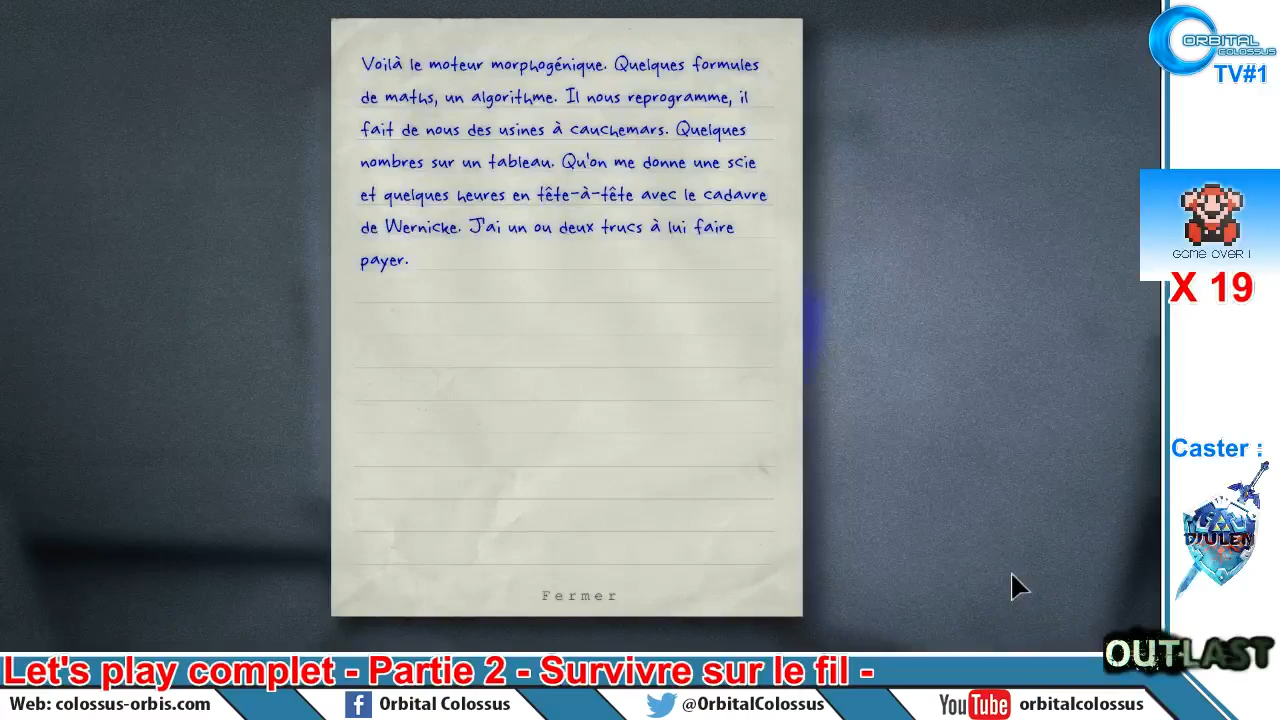 Voilà le moteur morphogénique. Quelques formules
de maths, un algorithme. Il nous reprogramme, il
fait de nous des usines à cauchemars. Quelques
nombres sur un tableau. Qu'on me donne une scie
et quelques heures en tête-à-tête avec le cadavre
de Wernicke. J'ai un ou deux trucs à lui faire
payer.
Fermer
ORBITAL
COLOSSUS
TV#1
GAME OVER !
X 19
Caster :
DJULEN
OUTLAST
Let's play complet - Partie 2 - Survivre sur le fil -
Web: colossus-orbis.com
Orbital Colossus
@OrbitalColossus
YouTube
orbitalcolossus